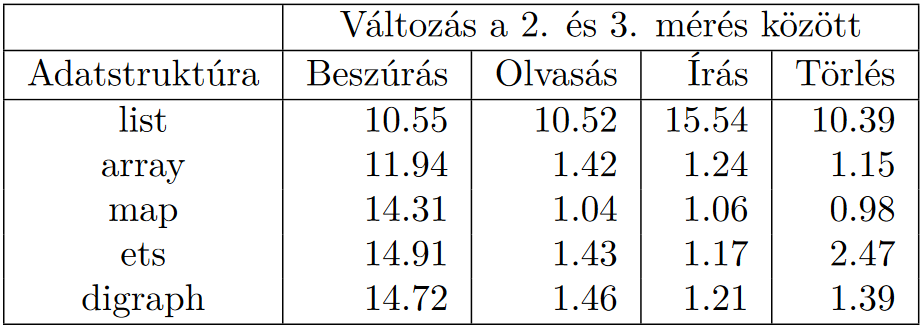 Változás a 2. és 3. mérés között
Adatstruktúra Beszúrás Olvasás Írás Törlés
list 10.55 10.52 15.54 10.39
array 11.94 1.42 1.24 1.15
map 14.31 1.04 1.06 0.98
ets 14.91 1.43 1.17 2.47
digraph 14.72 1.46 1.21 1.39